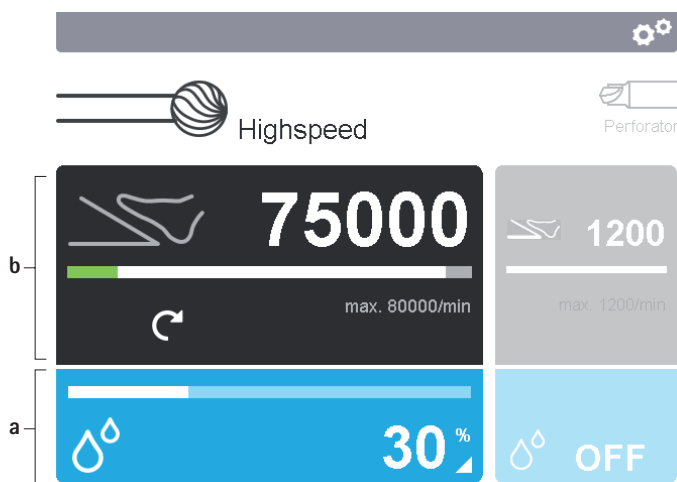 Highspeed
Perforator
b
75000
1200
max. 80000/min
max. 1200/min
a
30 %
OFF